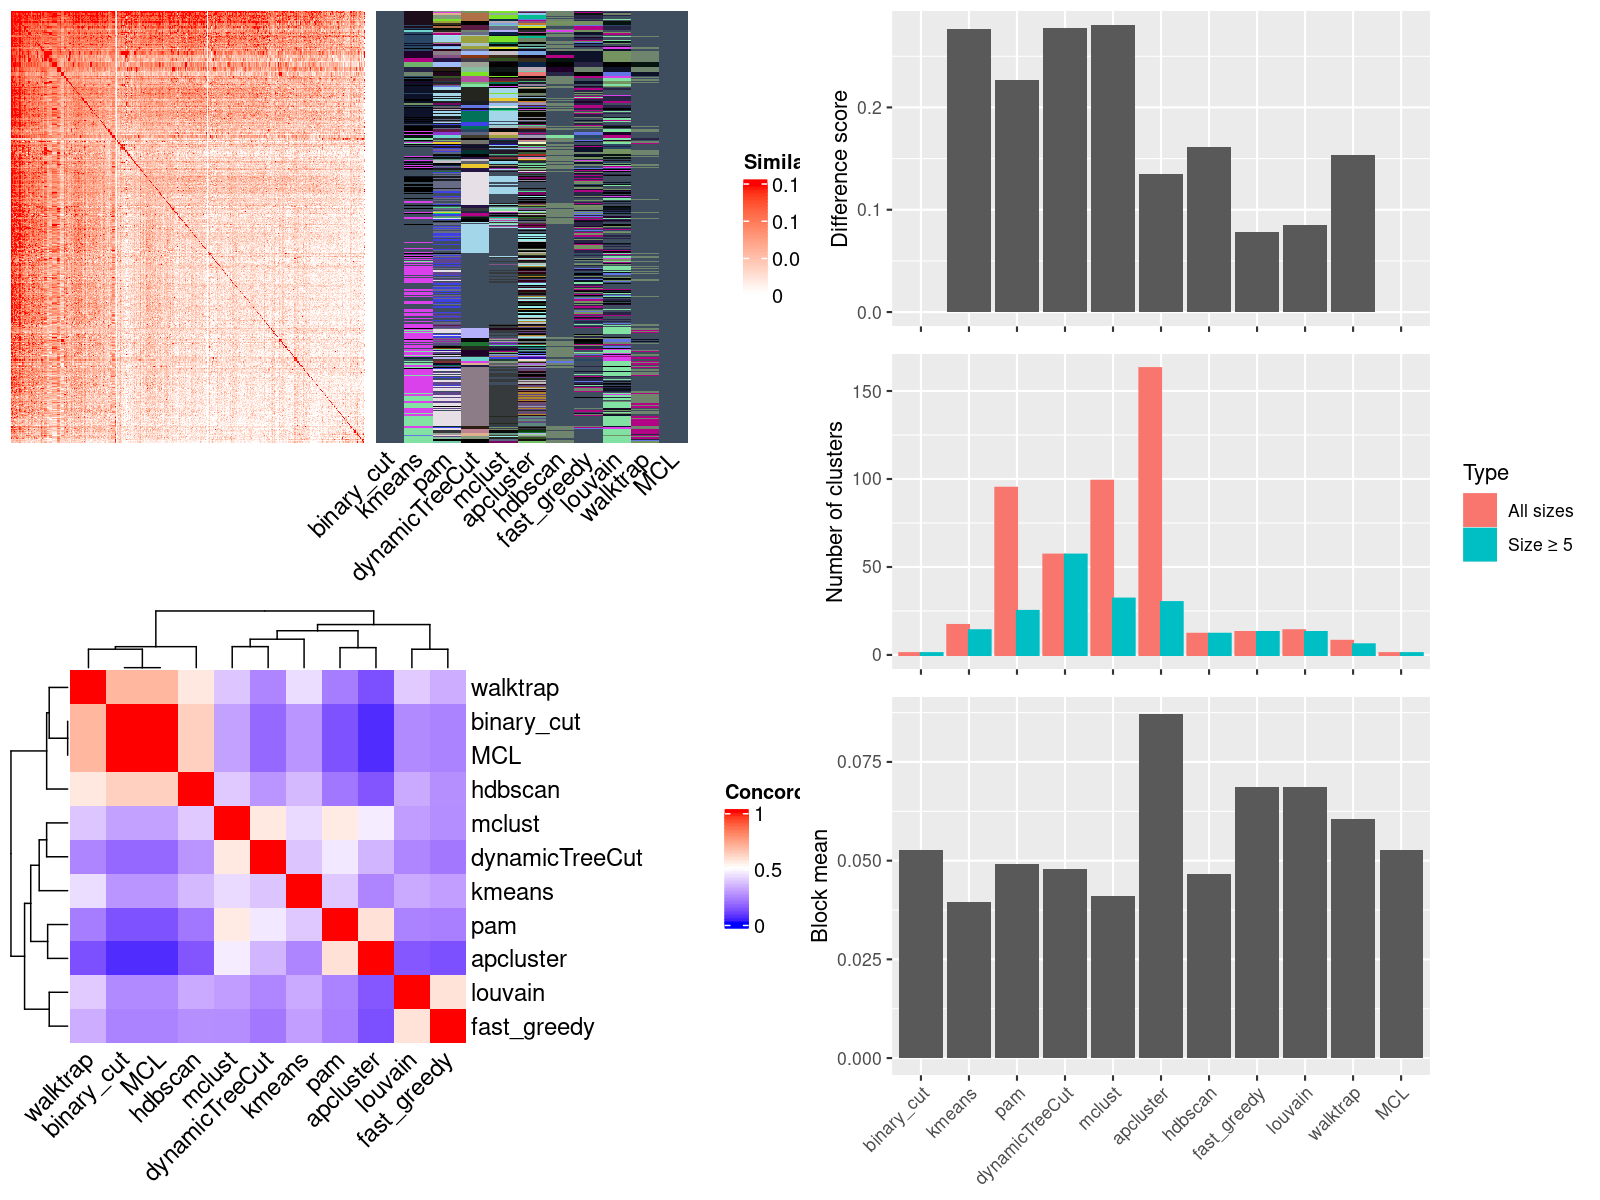 Simila
0.1
0.1
0.0
0
binary_cut
kmeans
pam
dynamicTreeCut
mclust
apcluster
hdbscan
fast_greedy
louvain
walktrap
MCL
walktrap
binary_cut
MCL
hdbscan
mclust
dynamicTreeCut
kmeans
pam
apcluster
louvain
fast_greedy
walktrap
binary_cut
MCL
hdbscan
mclust
dynamicTreeCut
kmeans
pam
apcluster
louvain
fast_greedy
Concord
1
0.5
0
Difference score
0.2
0.1
0.0
Number of clusters
150
100
50
0
Type
All sizes
Size ≥ 5
Block mean
0.075
0.050
0.025
0.000
binary_cut
kmeans
pam
dynamicTreeCut
mclust
apcluster
hdbscan
fast_greedy
louvain
walktrap
MCL